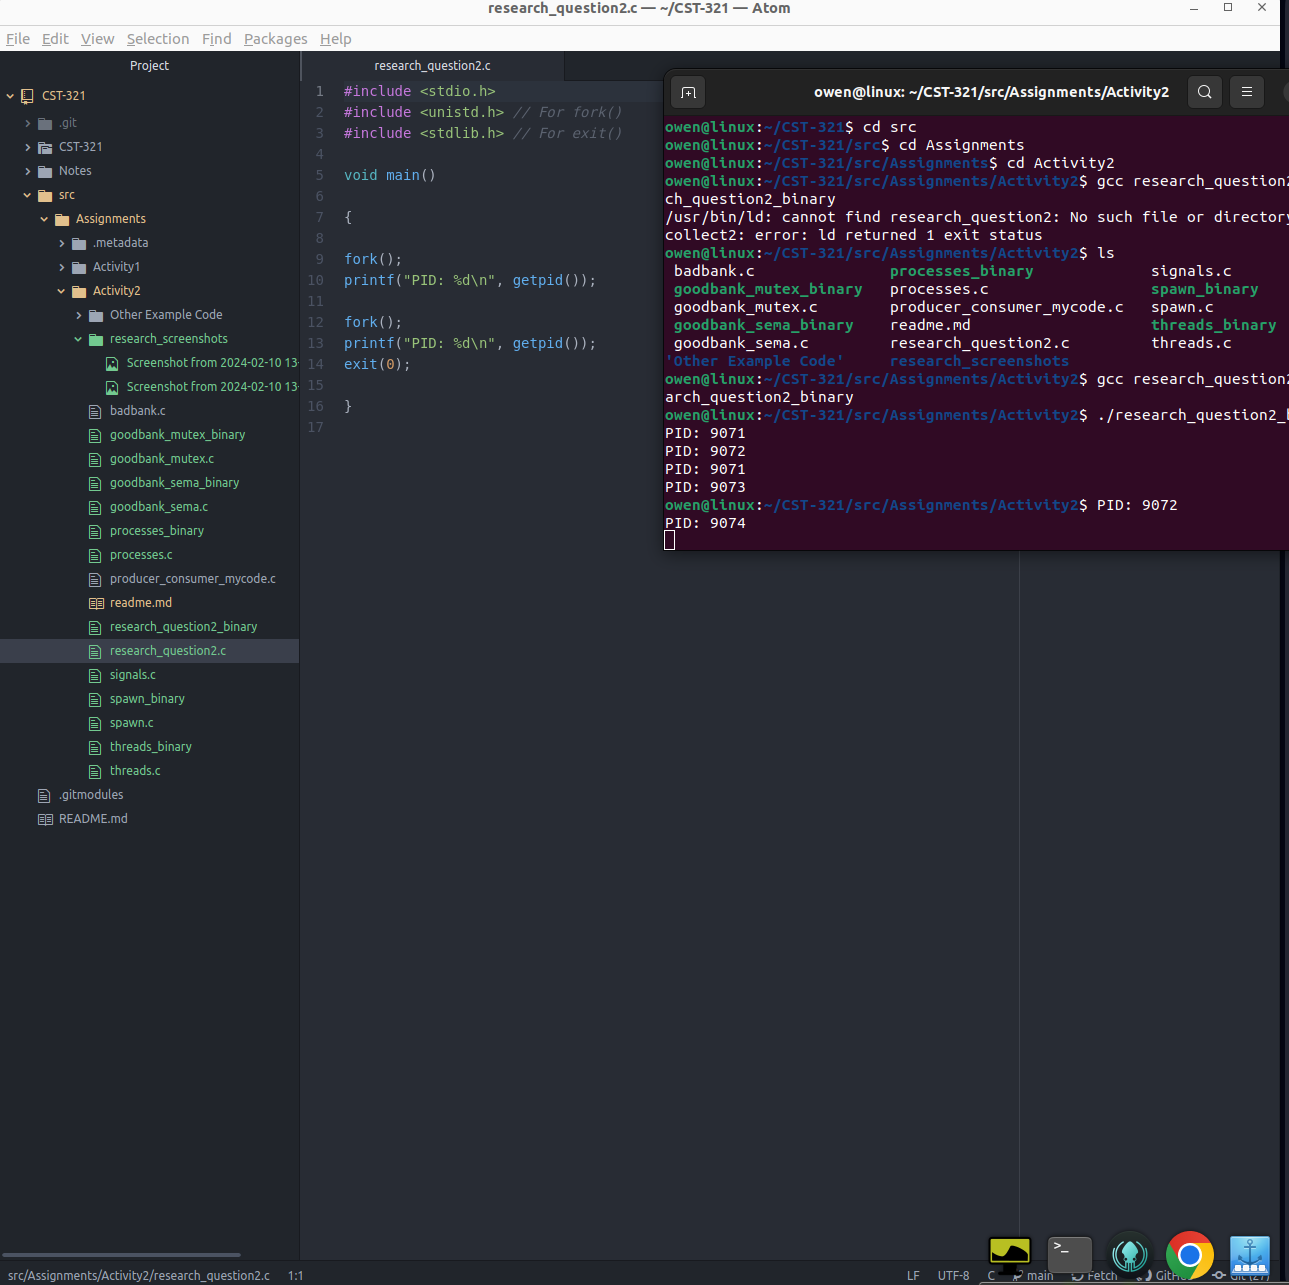 research_question2.c — ~/CST-321 — Atom
File Edit View Selection Find Packages Help
Project
CST-321
.git
CST-321
Notes
src
Assignments
.metadata
Activity1
Activity2
Other Example Code
research_screenshots
Screenshot from 2024-02-10 13-
Screenshot from 2024-02-10 13-
badbank.c
goodbank_mutex_binary
goodbank_mutex.c
goodbank_sema_binary
goodbank_sema.c
processes_binary
processes.c
producer_consumer_mycode.c
readme.md
research_question2_binary
research_question2.c
signals.c
spawn_binary
spawn.c
threads_binary
threads.c
.gitmodules
README.md
research_question2.c
1 #include <stdio.h>
2 #include <unistd.h> // For fork()
3 #include <stdlib.h> // For exit()
4
5 void main()
6
7 {
8
9 fork();
10 printf("PID: %d\n", getpid());
11
12 fork();
13 printf("PID: %d\n", getpid());
14 exit(0);
15
16 }
17
owen@linux: ~/CST-321/src/Assignments/Activity2
owen@linux:~/CST-321$ cd src
owen@linux:~/CST-321/src$ cd Assignments
owen@linux:~/CST-321/src/Assignments$ cd Activity2
owen@linux:~/CST-321/src/Assignments/Activity2$ gcc research_question2
ch_question2_binary
/usr/bin/ld: cannot find research_question2: No such file or directory
collect2: error: ld returned 1 exit status
owen@linux:~/CST-321/src/Assignments/Activity2$ ls
badbank.c processes_binary signals.c
goodbank_mutex_binary processes.c spawn_binary
goodbank_mutex.c producer_consumer_mycode.c spawn.c
goodbank_sema_binary readme.md threads_binary
goodbank_sema.c research_question2.c threads.c
'Other Example Code' research_screenshots
owen@linux:~/CST-321/src/Assignments/Activity2$ gcc research_question2
arch_question2_binary
owen@linux:~/CST-321/src/Assignments/Activity2$ ./research_question2_b
PID: 9071
PID: 9072
PID: 9071
PID: 9073
owen@linux:~/CST-321/src/Assignments/Activity2$ PID: 9072
PID: 9074
src/Assignments/Activity2/research_question2.c 1:1
LF UTF-8 C main Fetch